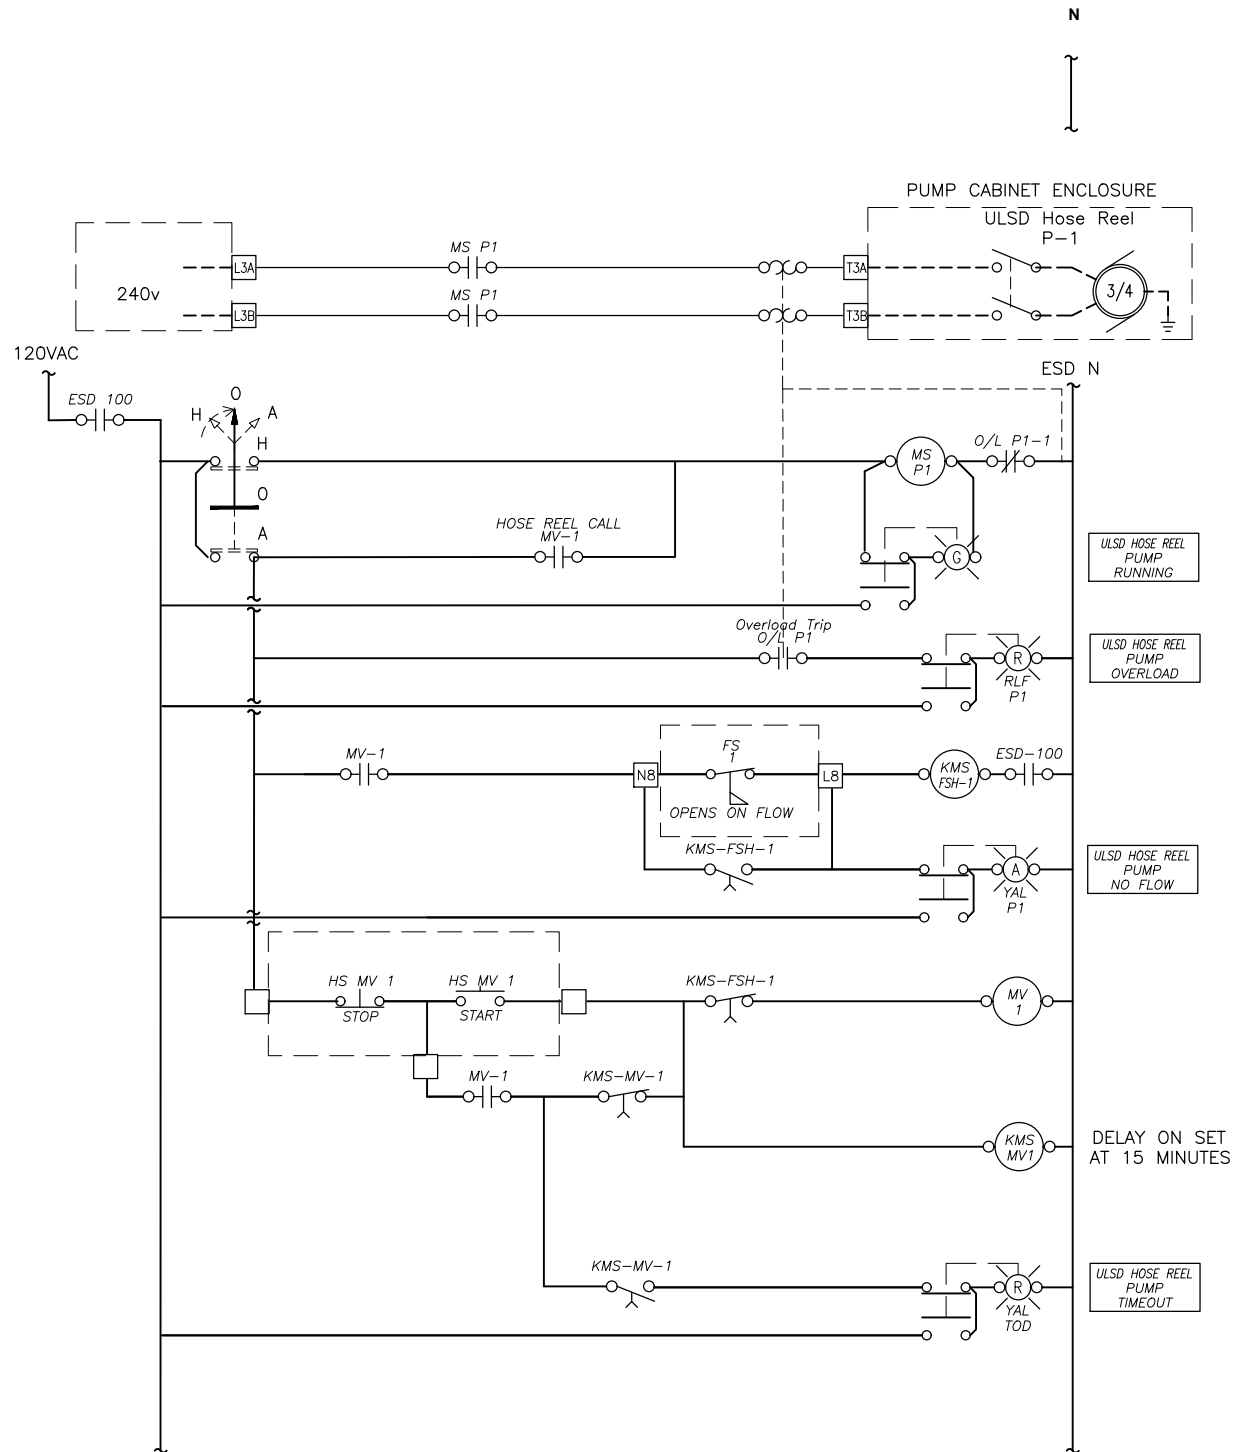 N
PUMP CABINET ENCLOSURE
ULSD Hose Reel
P-1
MS P1
L3A
T3A
240v
3/4
MS P1
L3B
T3B
120VAC
ESD N
ESD 100
O
H
A
H
O/L P1-1
MS
P1
O
HOSE REEL CALL
MV-1
A
G
ULSD HOSE REEL
PUMP
RUNNING
Overload Trip
O/L P1
R
RLF
P1
ULSD HOSE REEL
PUMP
OVERLOAD
MV-1
FS
1
N8
L8
OPENS ON FLOW
KMS
FSH-1
ESD-100
KMS-FSH-1
A
YAL
P1
ULSD HOSE REEL
PUMP
NO FLOW
HS MV 1
STOP
HS MV 1
START
KMS-FSH-1
MV
1
MV-1
KMS-MV-1
KMS
MV1
DELAY ON SET
AT 15 MINUTES
KMS-MV-1
R
YAL
TOD
ULSD HOSE REEL
PUMP
TIMEOUT